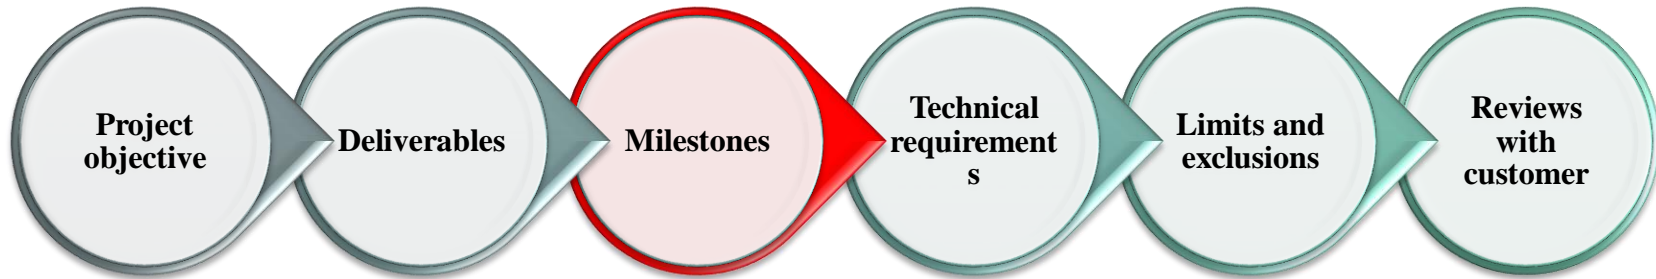 Project
objective
Deliverables
Milestones
Technical
requirement
s
Limits and
exclusions
Reviews
with
customer